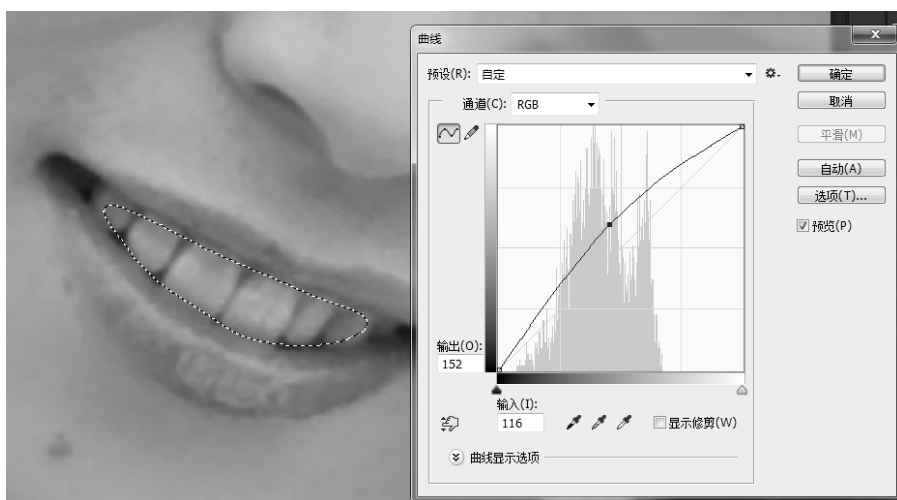 曲线
x
预设(R): 自定
确定
通道(C): RGB
取消
平滑(M)
自动(A)
选项(T)...
预览(P)
输出(O):
152
输入(I):
116
显示修剪(W)
曲线显示选项